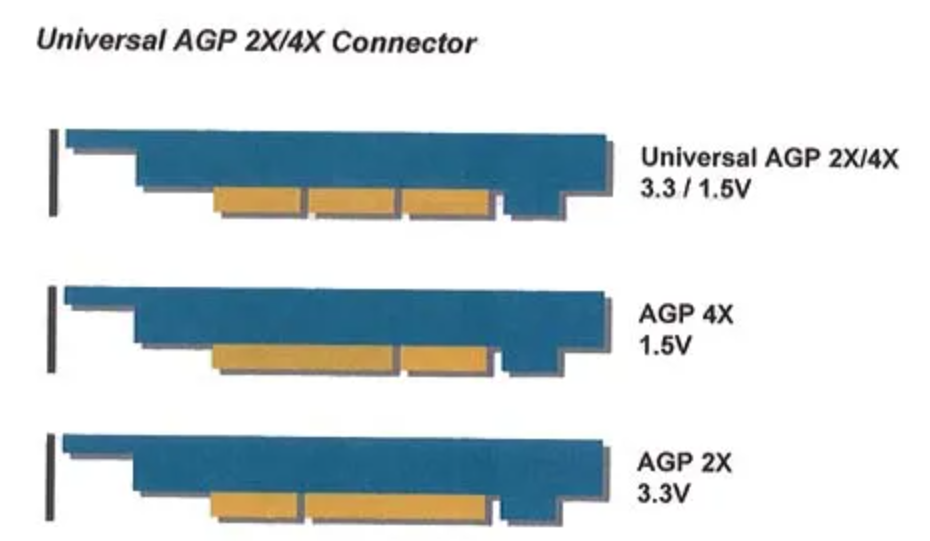 Universal AGP 2X/4X Connector
Universal AGP 2X/4X
3.3 / 1.5V
AGP 4X
1.5V
AGP 2X
3.3V